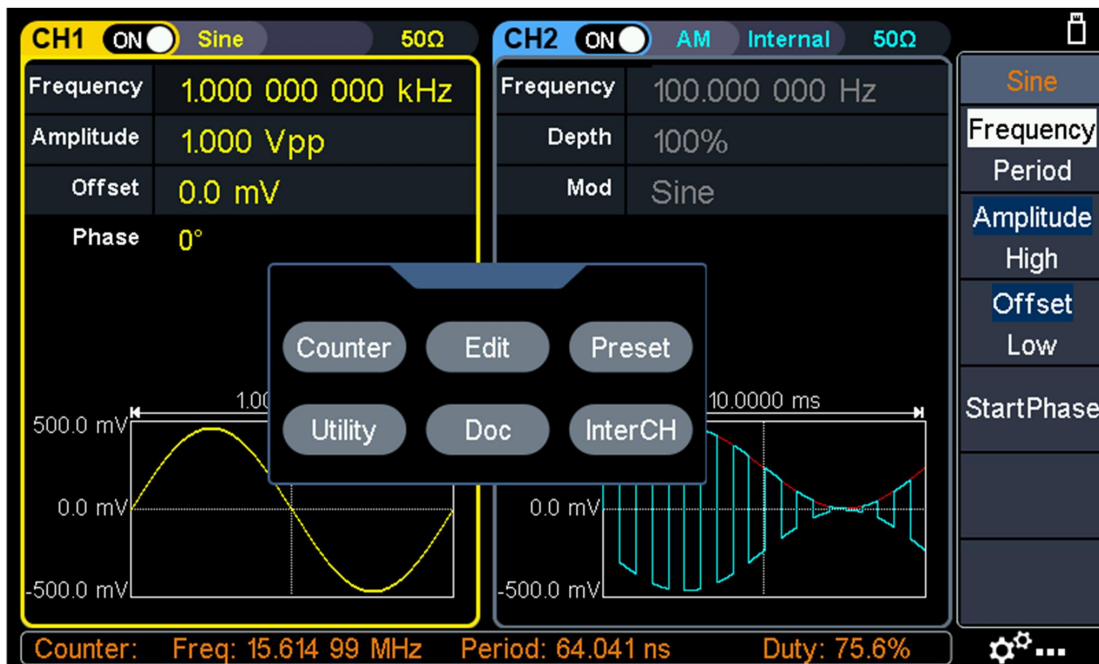 CH1 ON Sine 50Ω
Frequency 1.000 000 000 kHz
Amplitude 1.000 Vpp
Offset 0.0 mV
Phase 0°
500.0 mV
0.0 mV
-500.0 mV
CH2 ON AM Internal 50Ω
Frequency 100.000 000 Hz
Depth 100%
Mod Sine
10.0000 ms
0.0 mV
-500.0 mV
Counter Edit Preset
Utility Doc InterCH
Sine
Frequency
Period
Amplitude
High
Offset
Low
StartPhase
Counter: Freq: 15.614 99 MHz Period: 64.041 ns Duty: 75.6%